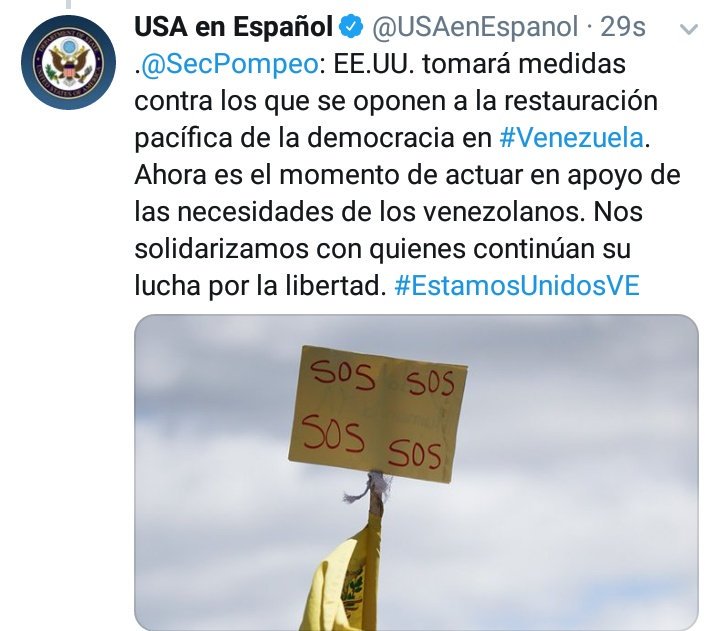 USA en Español @USAenEspanol · 29s
.@SecPompeo: EE.UU. tomará medidas
contra los que se oponen a la restauración
pacífica de la democracia en #Venezuela.
Ahora es el momento de actuar en apoyo de
las necesidades de los venezolanos. Nos
solidarizamos con quienes continúan su
lucha por la libertad. #EstamosUnidosVE
SOS SOS
SOS SOS